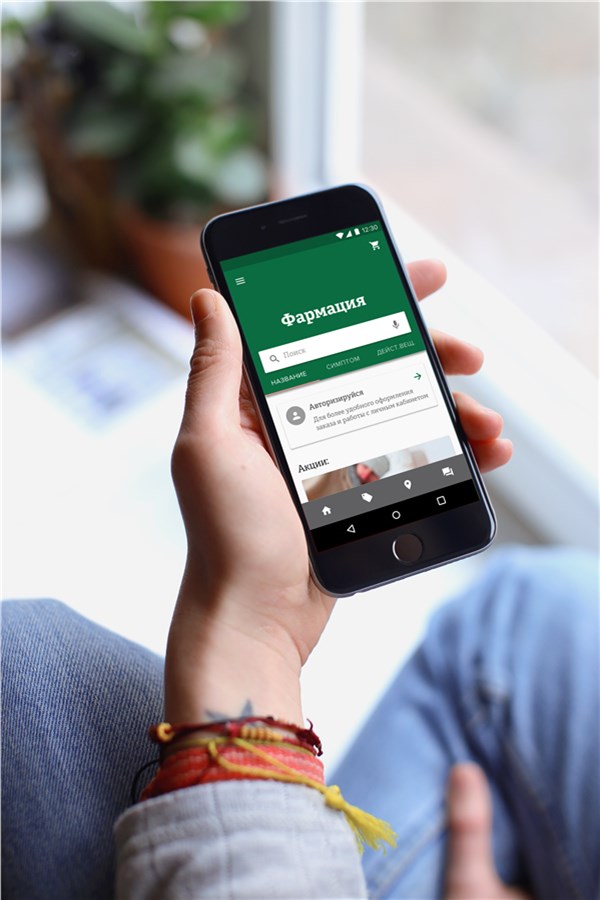 12:30
Фармация
Поиск
НАЗВАНИЕ СИМПТОМ ДЕЙСТ.ВЕЩ.
Авторизируйся
Для более удобного оформления
заказа и работы с личным кабинетом
Акции: